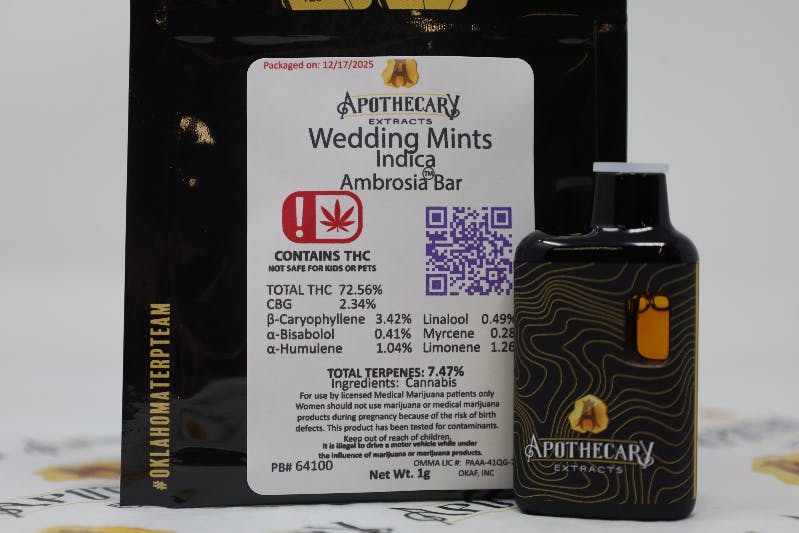 Packaged on: 12/17/2025
APOTHECARY
EXTRACTS
Wedding Mints
Indica
Ambrosia™ Bar
CONTAINS THC
NOT SAFE FOR KIDS OR PETS
TOTAL THC 72.56%
CBG 2.34%
β-Caryophyllene 3.42% Linalool 0.49%
α-Bisabolol 0.41% Myrcene 0.28
α-Humulene 1.04% Limonene 1.26
TOTAL TERPENES: 7.47%
Ingredients: Cannabis
For use by licensed Medical Marijuana patients only
Women should not use marijuana or medical marijuana
products during pregnancy because of the risk of birth
defects. This product has been tested for contaminants.
Keep out of reach of children.
It is illegal to drive a motor vehicle while under
the influence of marijuana or marijuana products.
PB# 64100
OMMA LIC #: PAAA-41QG-
Net Wt. 1g
OKAF, INC
#OKLAHOMATERPTEAM
APOTHECARY
EXTRACTS